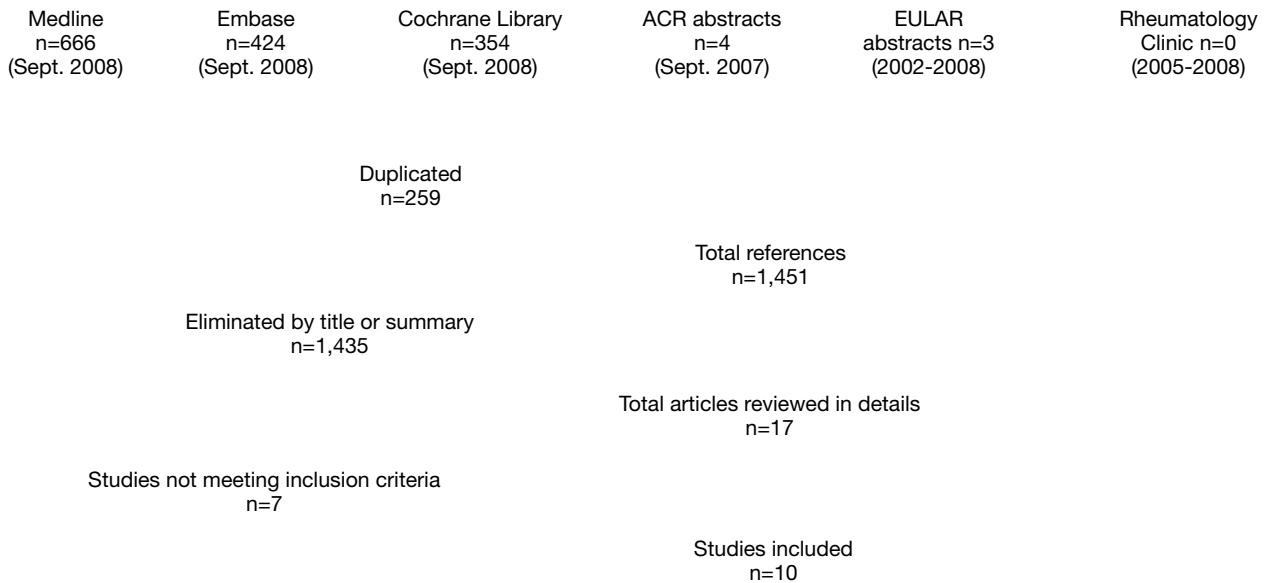 Medline
n=666
(Sept. 2008)
Embase
n=424
(Sept. 2008)
Cochrane Library
n=354
(Sept. 2008)
ACR abstracts
n=4
(Sept. 2007)
EULAR
abstracts n=3
(2002-2008)
Rheumatology
Clinic n=0
(2005-2008)
Duplicated
n=259
Total references
n=1,451
Eliminated by title or summary
n=1,435
Total articles reviewed in details
n=17
Studies not meeting inclusion criteria
n=7
Studies included
n=10